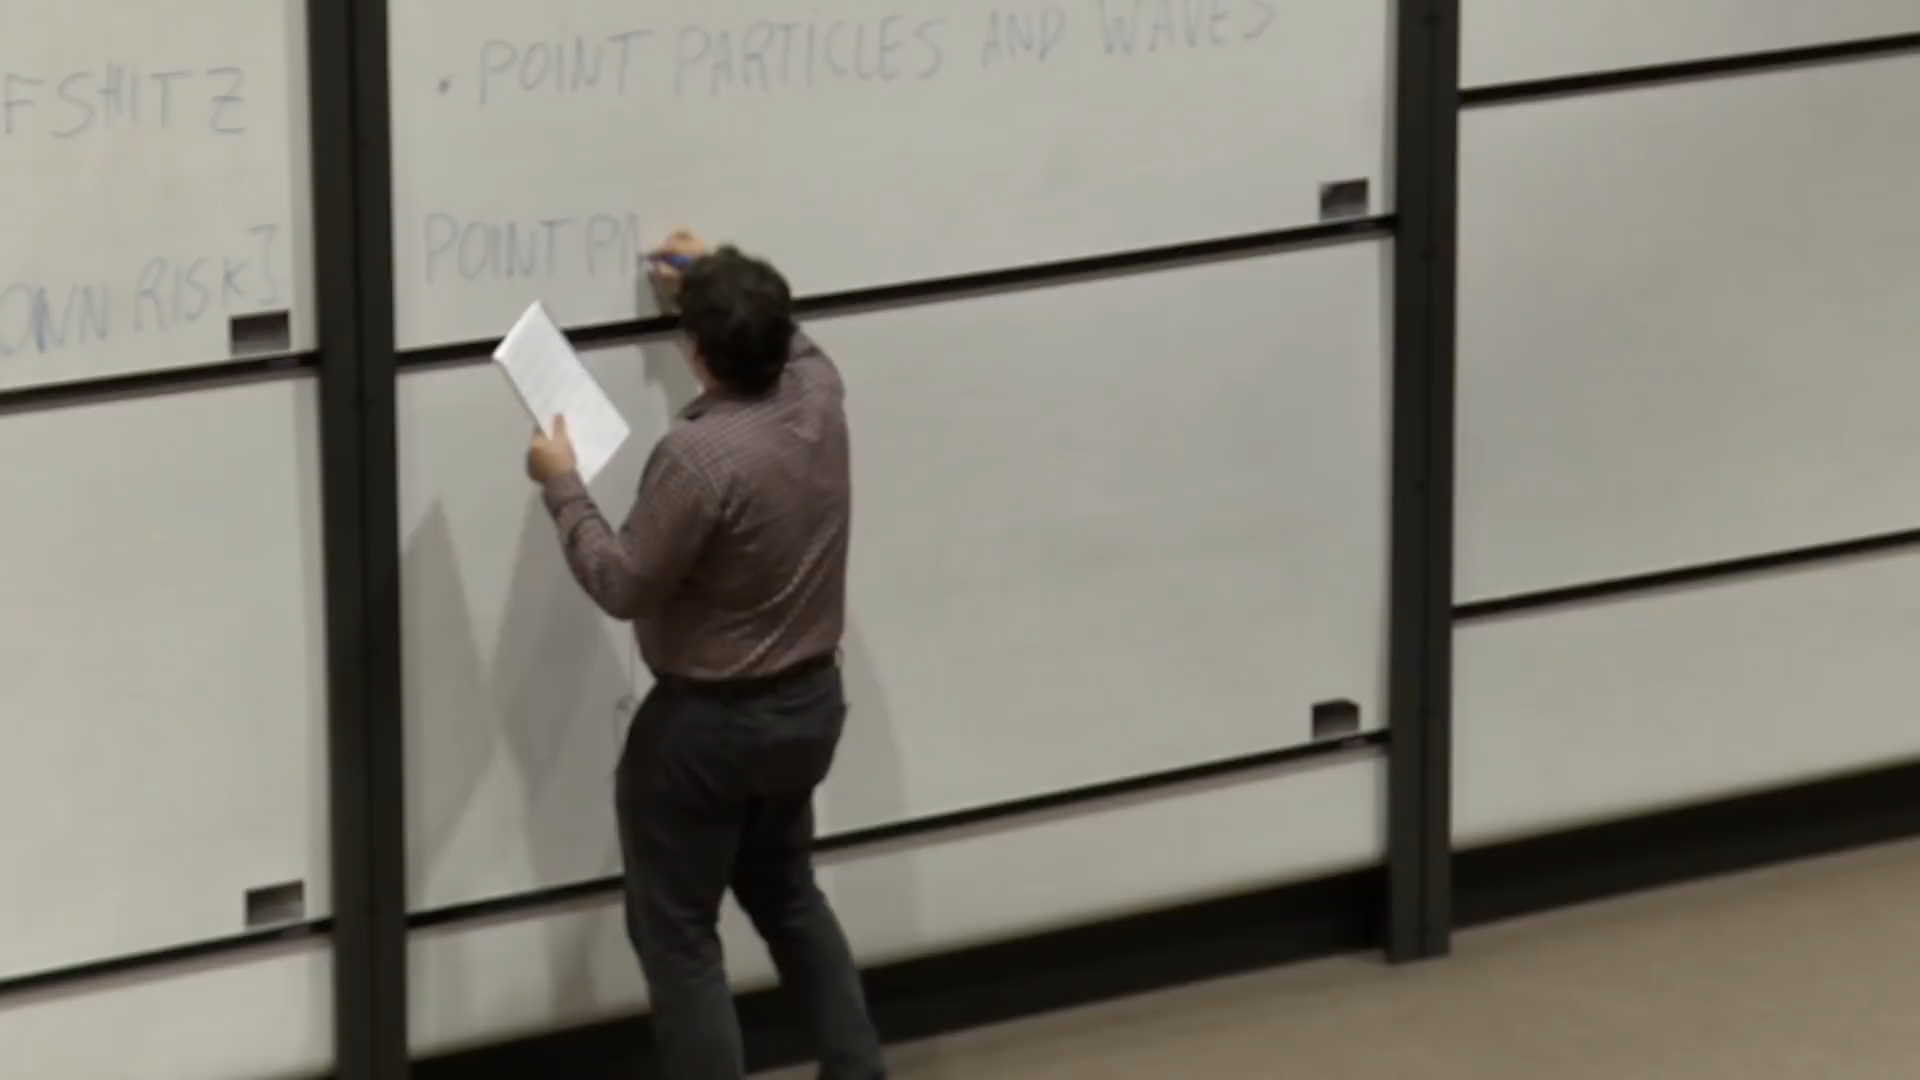 FSHITZ
OWN RISK]
• POINT PARTICLES AND WAVES
POINT PA